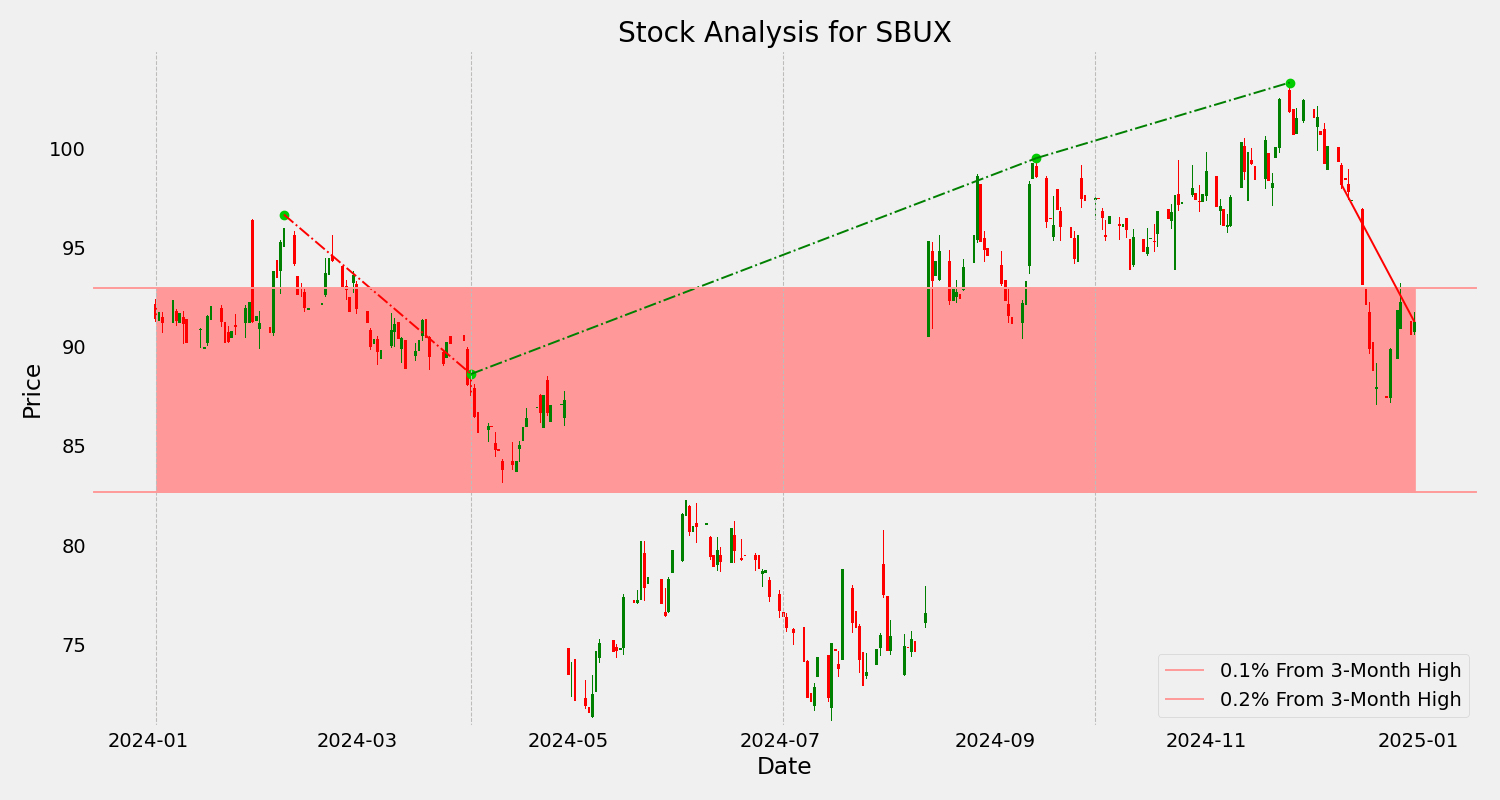 Stock Analysis for SBUX
Price
100
95
90
85
80
75
0.1% From 3-Month High
0.2% From 3-Month High
2024-01
2024-03
2024-05
2024-07
2024-09
2024-11
2025-01
Date